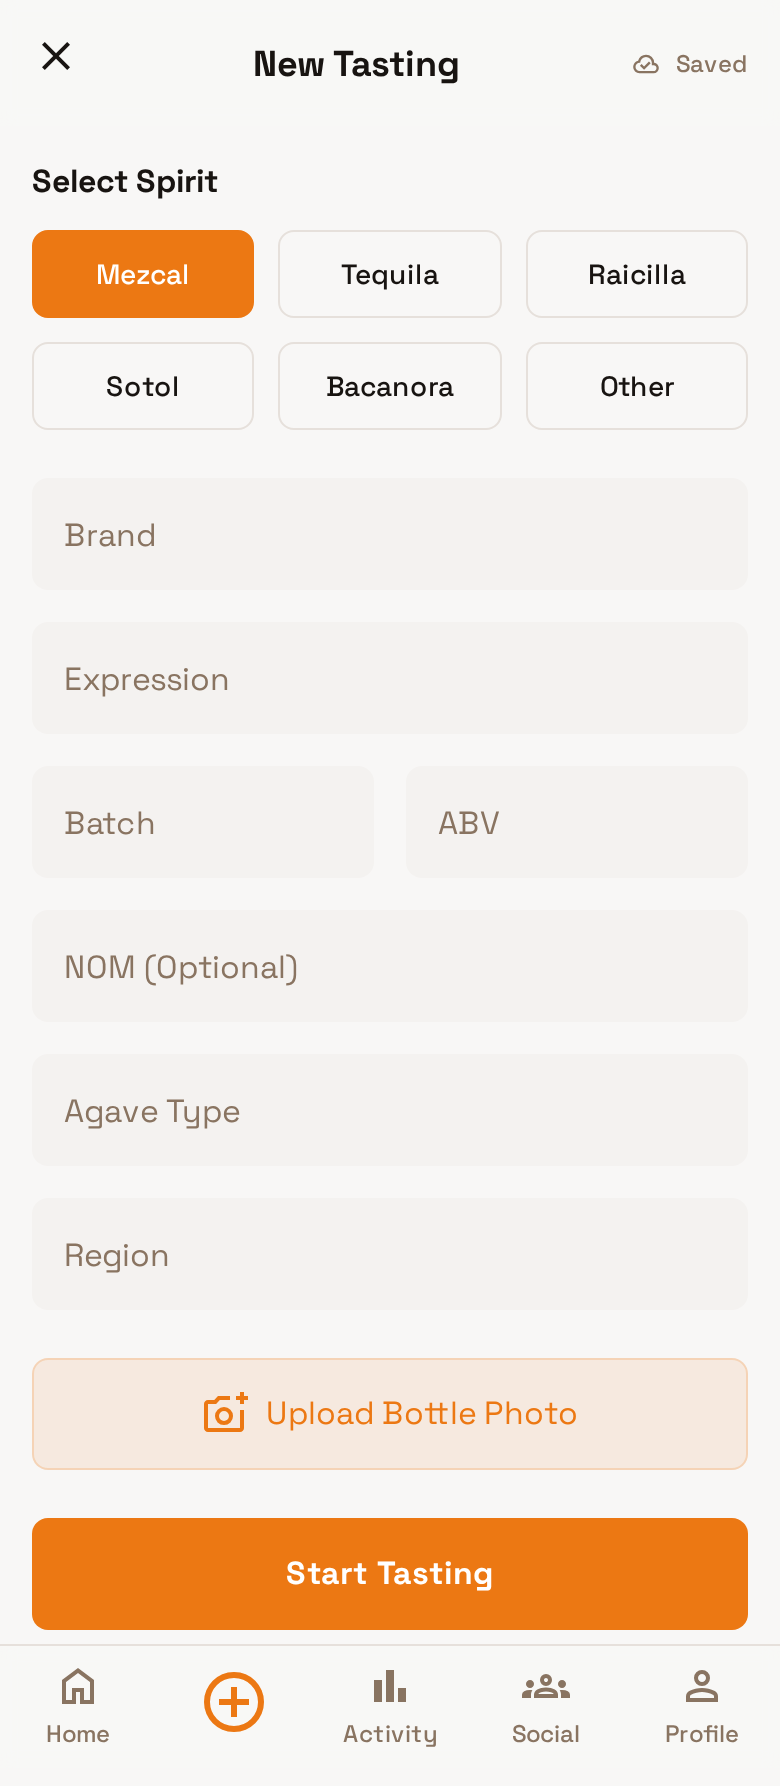 New Tasting
Saved
Select Spirit
Mezcal
Tequila
Raicilla
Sotol
Bacanora
Other
Brand
Expression
Batch
ABV
NOM (Optional)
Agave Type
Region
Upload Bottle Photo
Start Tasting
Home
Activity
Social
Profile